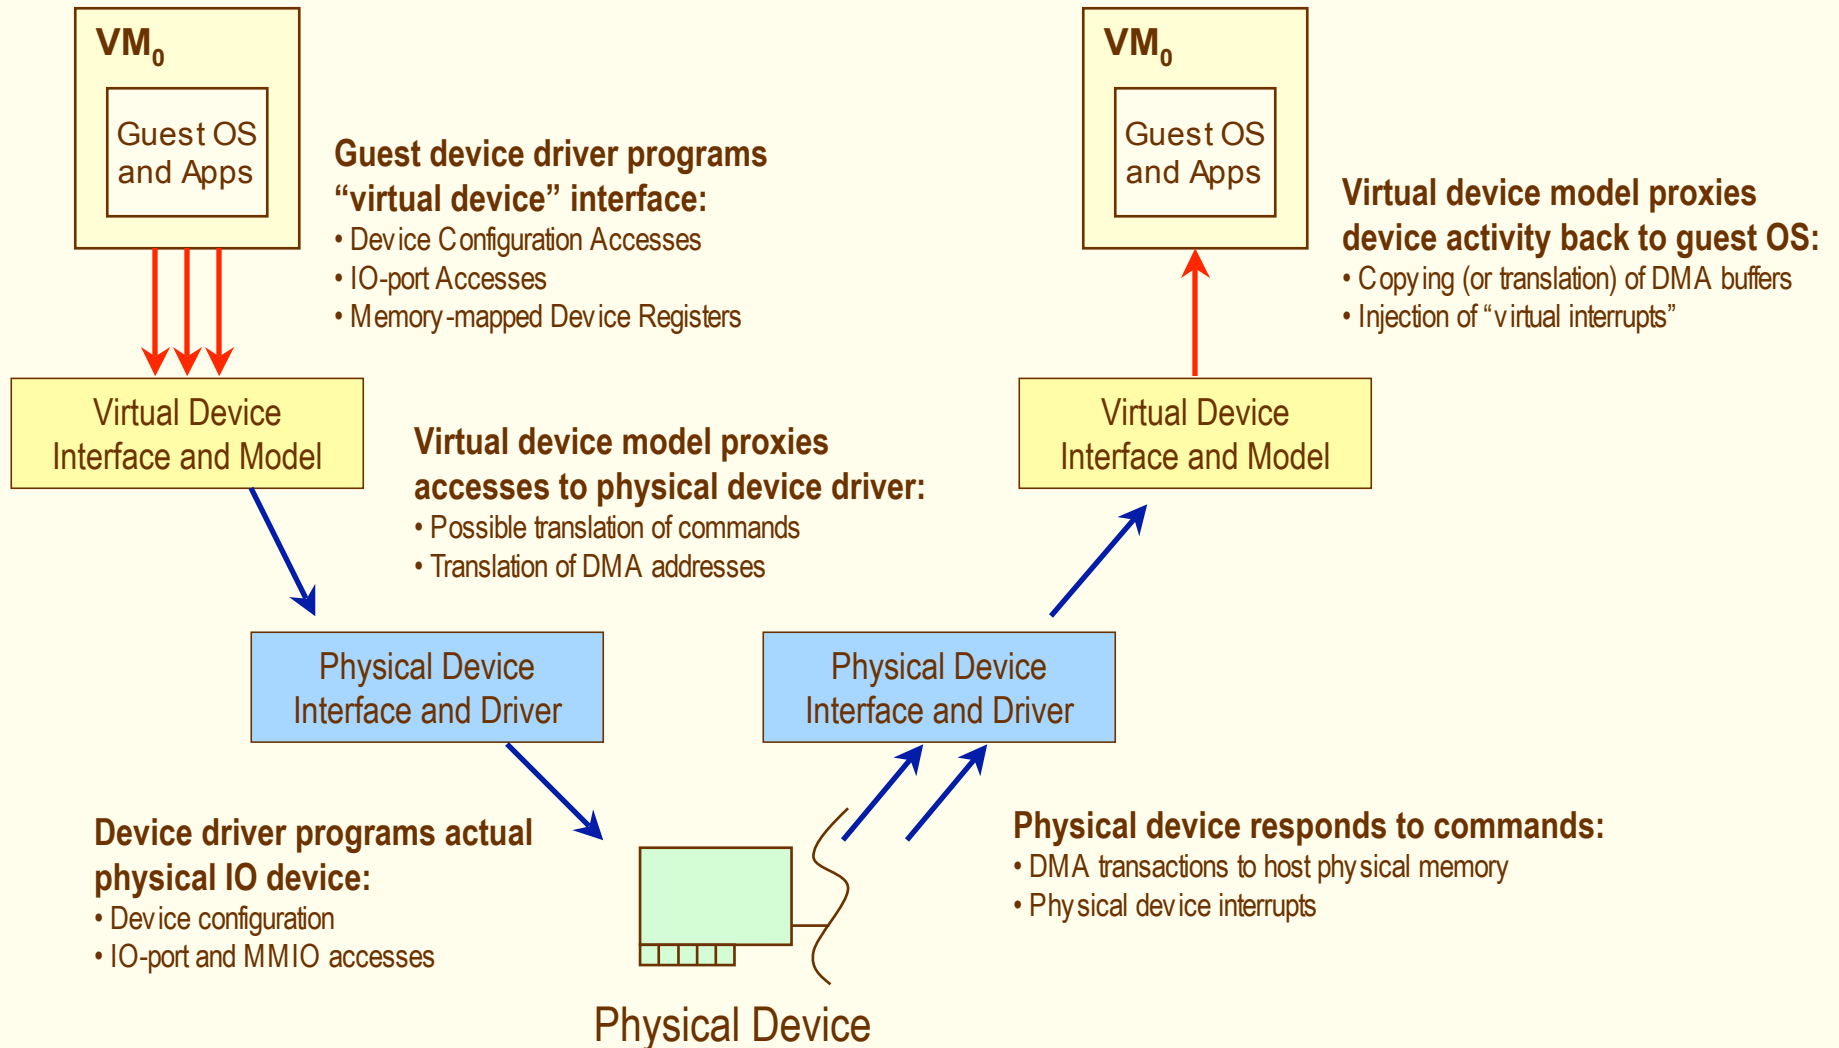 VM₀
Guest OS
and Apps
Guest device driver programs
“virtual device” interface:
• Device Configuration Accesses
• IO-port Accesses
• Memory-mapped Device Registers
Virtual Device
Interface and Model
Virtual device model proxies
accesses to physical device driver:
• Possible translation of commands
• Translation of DMA addresses
Physical Device
Interface and Driver
Device driver programs actual
physical IO device:
• Device configuration
• IO-port and MMIO accesses
Physical Device
Physical device responds to commands:
• DMA transactions to host physical memory
• Physical device interrupts
Physical Device
Interface and Driver
Virtual Device
Interface and Model
Virtual device model proxies
device activity back to guest OS:
• Copying (or translation) of DMA buffers
• Injection of “virtual interrupts”
VM₀
Guest OS
and Apps